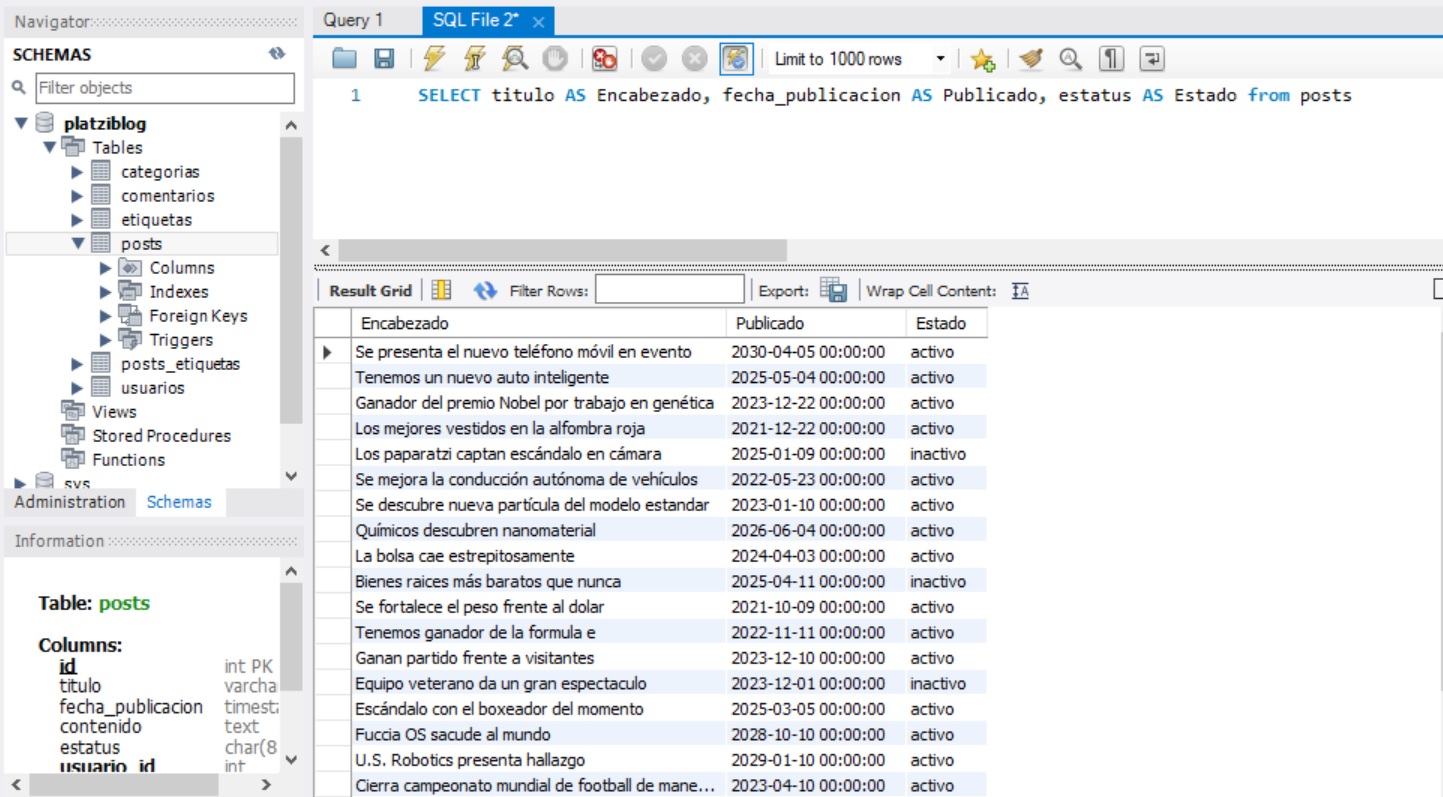 Navigator
SCHEMAS
Filter objects
platziblog
Tables
categorias
comentarios
etiquetas
posts
Columns
Indexes
Foreign Keys
Triggers
posts_etiquetas
usuarios
Views
Stored Procedures
Functions
sys
Administration Schemas
Information
Table: posts
Columns:
id int PK
titulo varcha
fecha_publicacion timest
contenido text
estatus char(8
usuario_id int
Query 1 SQL File 2*
Limit to 1000 rows
1 SELECT titulo AS Encabezado, fecha_publicacion AS Publicado, estatus AS Estado from posts
Result Grid Filter Rows: Export: Wrap Cell Content:
Encabezado Publicado Estado
Se presenta el nuevo teléfono móvil en evento 2030-04-05 00:00:00 activo
Tenemos un nuevo auto inteligente 2025-05-04 00:00:00 activo
Ganador del premio Nobel por trabajo en genética 2023-12-22 00:00:00 activo
Los mejores vestidos en la alfombra roja 2021-12-22 00:00:00 activo
Los paparatzi captan escándalo en cámara 2025-01-09 00:00:00 inactivo
Se mejora la conducción autónoma de vehículos 2022-05-23 00:00:00 activo
Se descubre nueva partícula del modelo estandar 2023-01-10 00:00:00 activo
Químicos descubren nanomaterial 2026-06-04 00:00:00 activo
La bolsa cae estrepitosamente 2024-04-03 00:00:00 activo
Bienes raices más baratos que nunca 2025-04-11 00:00:00 inactivo
Se fortalece el peso frente al dolar 2021-10-09 00:00:00 activo
Tenemos ganador de la formula e 2022-11-11 00:00:00 activo
Ganan partido frente a visitantes 2023-12-10 00:00:00 activo
Equipo veterano da un gran espectaculo 2023-12-01 00:00:00 inactivo
Escándalo con el boxeador del momento 2025-03-05 00:00:00 activo
Fuccia OS sacude al mundo 2028-10-10 00:00:00 activo
U.S. Robotics presenta hallazgo 2029-01-10 00:00:00 activo
Cierra campeonato mundial de football de mane... 2023-04-10 00:00:00 activo